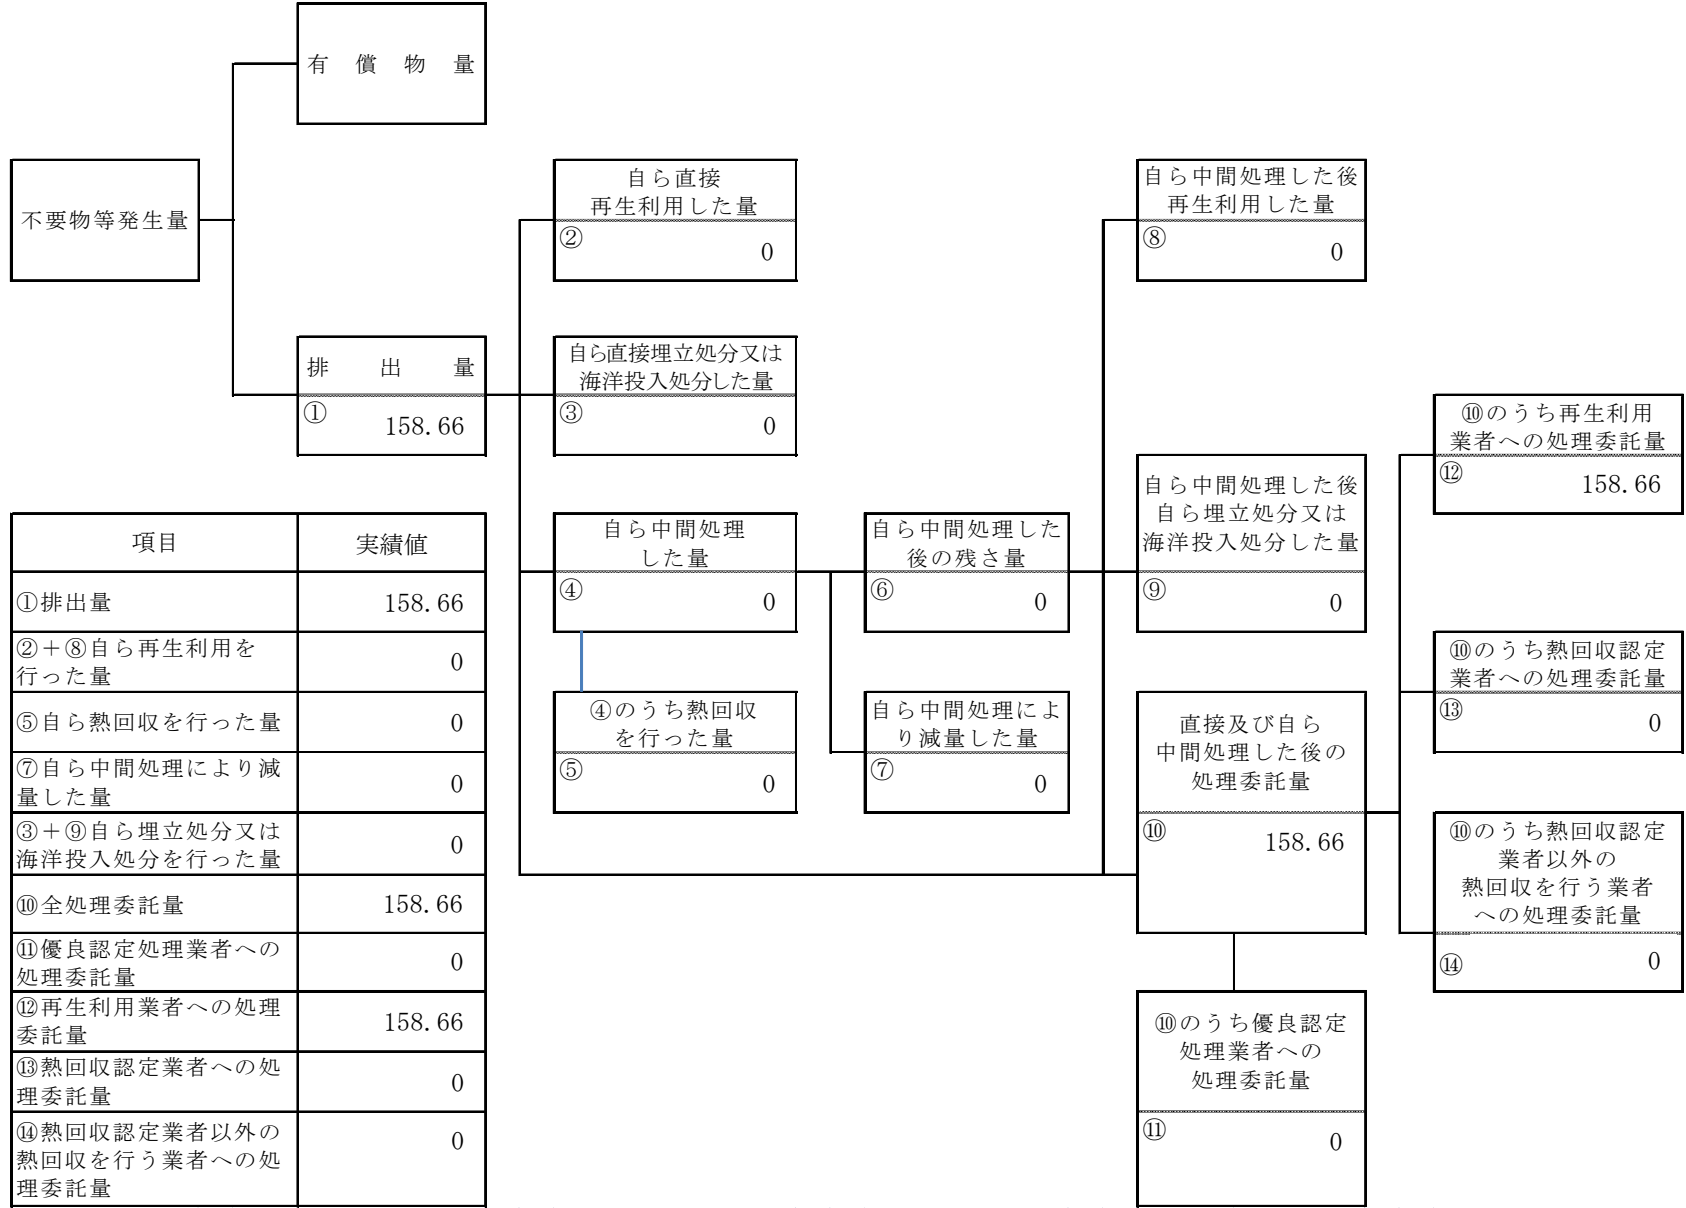 有償物量
不要物等発生量
自ら直接
再生利用した量
②
0
自ら中間処理した後
再生利用した量
⑧
0
排出量
①
158.66
自ら直接埋立処分又は
海洋投入処分した量
③
0
⑩のうち再生利用
業者への処理委託量
⑫
158.66
自ら中間処理
した量
④
0
自ら中間処理した
後の残さ量
⑥
0
自ら中間処理した後
自ら埋立処分又は
海洋投入処分した量
⑨
0
⑩のうち熱回収認定
業者への処理委託量
⑬
0
④のうち熱回収
を行った量
⑤
0
自ら中間処理によ
り減量した量
⑦
0
直接及び自ら
中間処理した後の
処理委託量
⑩
158.66
⑩のうち熱回収認定
業者以外の
熱回収を行う業者
への処理委託量
⑭
0
⑩のうち優良認定
処理業者への
処理委託量
⑪
0
項目 実績値
①排出量 158.66
②+⑧自ら再生利用を
行った量
0
⑤自ら熱回収を行った量 0
⑦自ら中間処理により減
量した量
0
③+⑨自ら埋立処分又は
海洋投入処分を行った量
0
⑩全処理委託量 158.66
⑪優良認定処理業者への
処理委託量
0
⑫再生利用業者への処理
委託量
158.66
⑬熱回収認定業者への処
理委託量
0
⑭熱回収認定業者以外の
熱回収を行う業者への処
理委託量
0